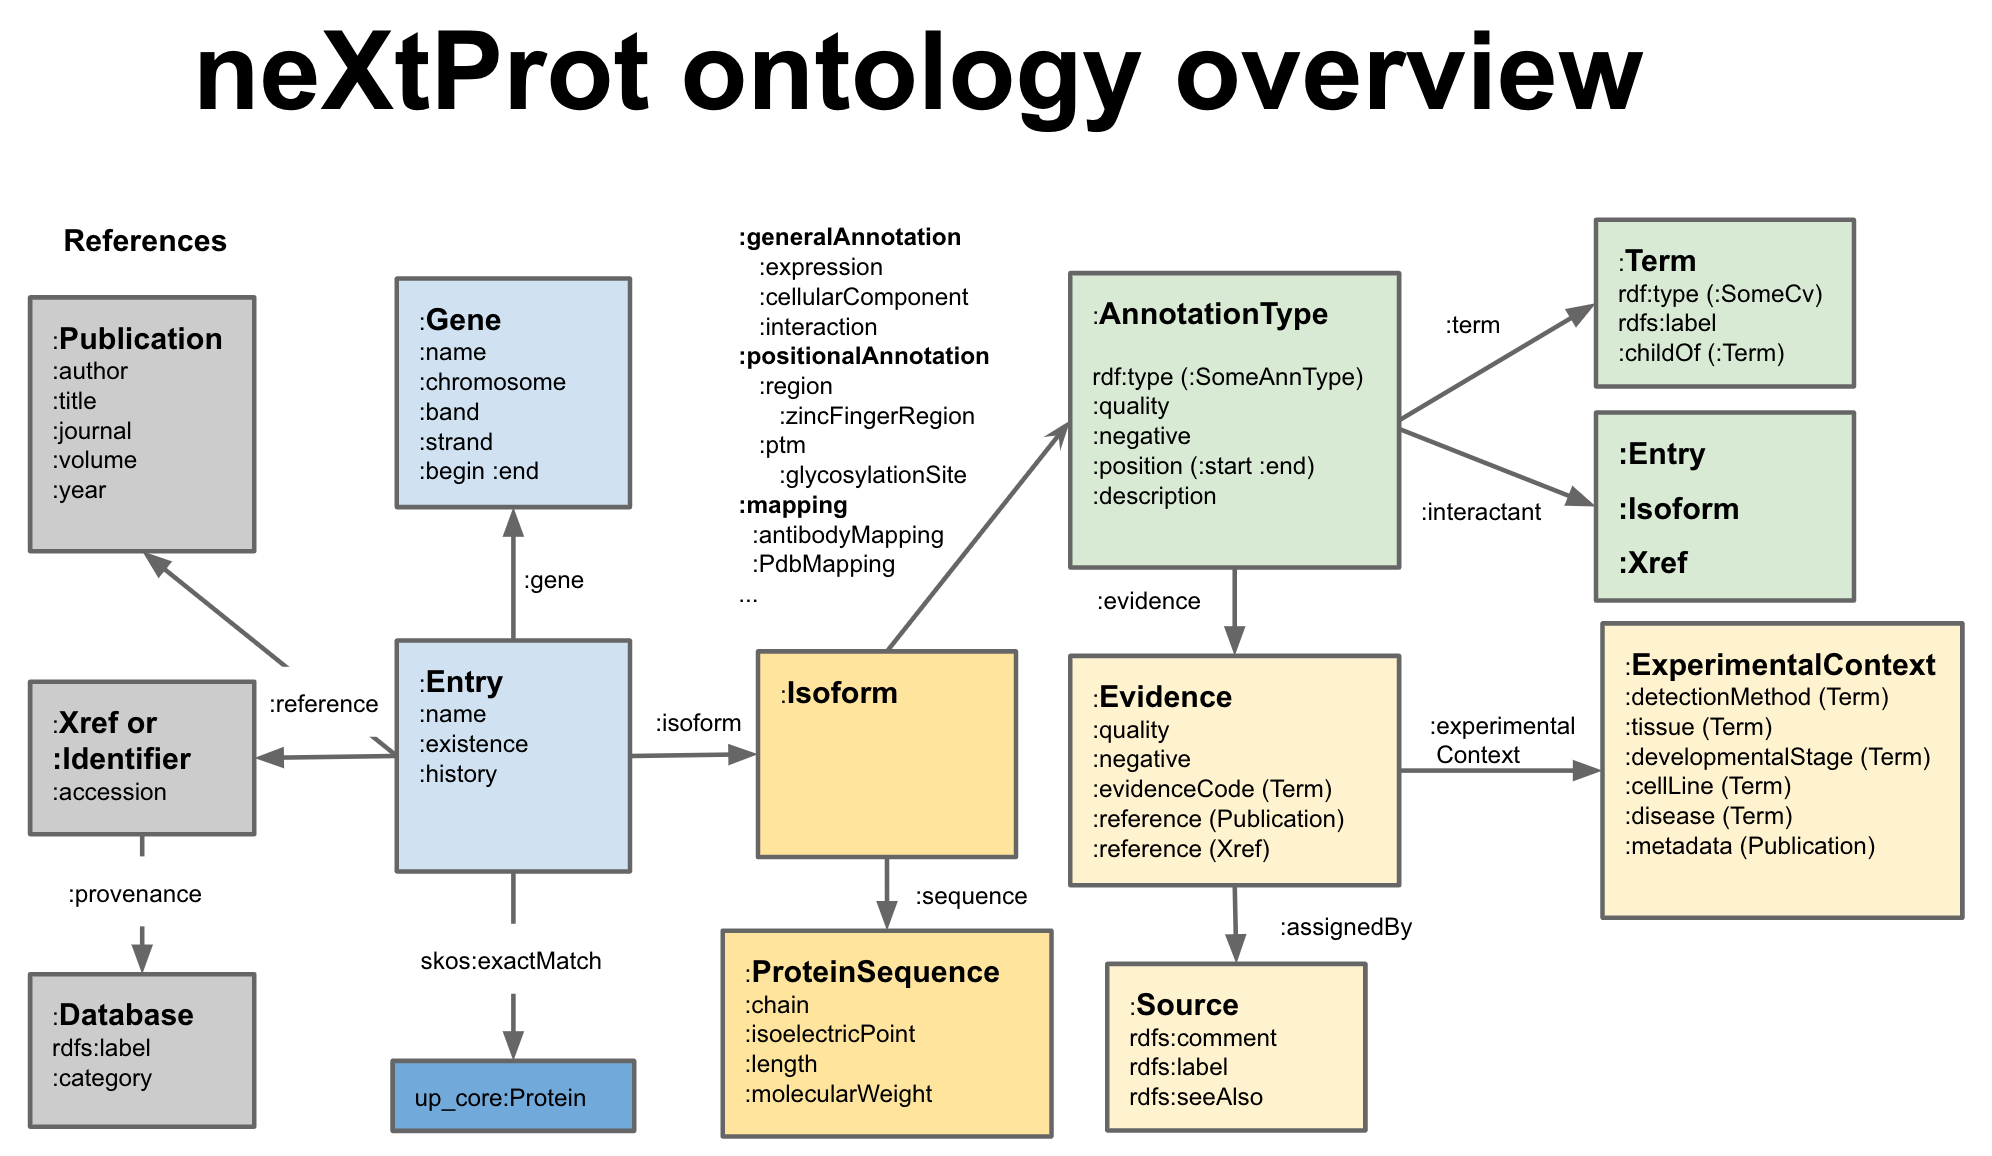 neXtProt ontology overview
References
:Publication
:author
:title
:journal
:volume
:year
:Xref or
:Identifier
:accession
:provenance
:Database
rdfs:label
:category
:reference
:Gene
:name
:chromosome
:band
:strand
:begin :end
:gene
:Entry
:name
:existence
:history
skos:exactMatch
up_core:Protein
:isoform
:generalAnnotation
:expression
:cellularComponent
:interaction
:positionalAnnotation
:region
:zincFingerRegion
:ptm
:glycosylationSite
:mapping
:antibodyMapping
:PdbMapping
...
:Isoform
:sequence
:ProteinSequence
:chain
:isoelectricPoint
:length
:molecularWeight
:AnnotationType
rdf:type (:SomeAnnType)
:quality
:negative
:position (:start :end)
:description
:evidence
:Evidence
:quality
:negative
:evidenceCode (Term)
:reference (Publication)
:reference (Xref)
:assignedBy
:Source
rdfs:comment
rdfs:label
rdfs:seeAlso
:term
:Term
rdf:type (:SomeCv)
rdfs:label
:childOf (:Term)
:interactant
:Entry
:Isoform
:Xref
:experimental
Context
:ExperimentalContext
:detectionMethod (Term)
:tissue (Term)
:developmentalStage (Term)
:cellLine (Term)
:disease (Term)
:metadata (Publication)